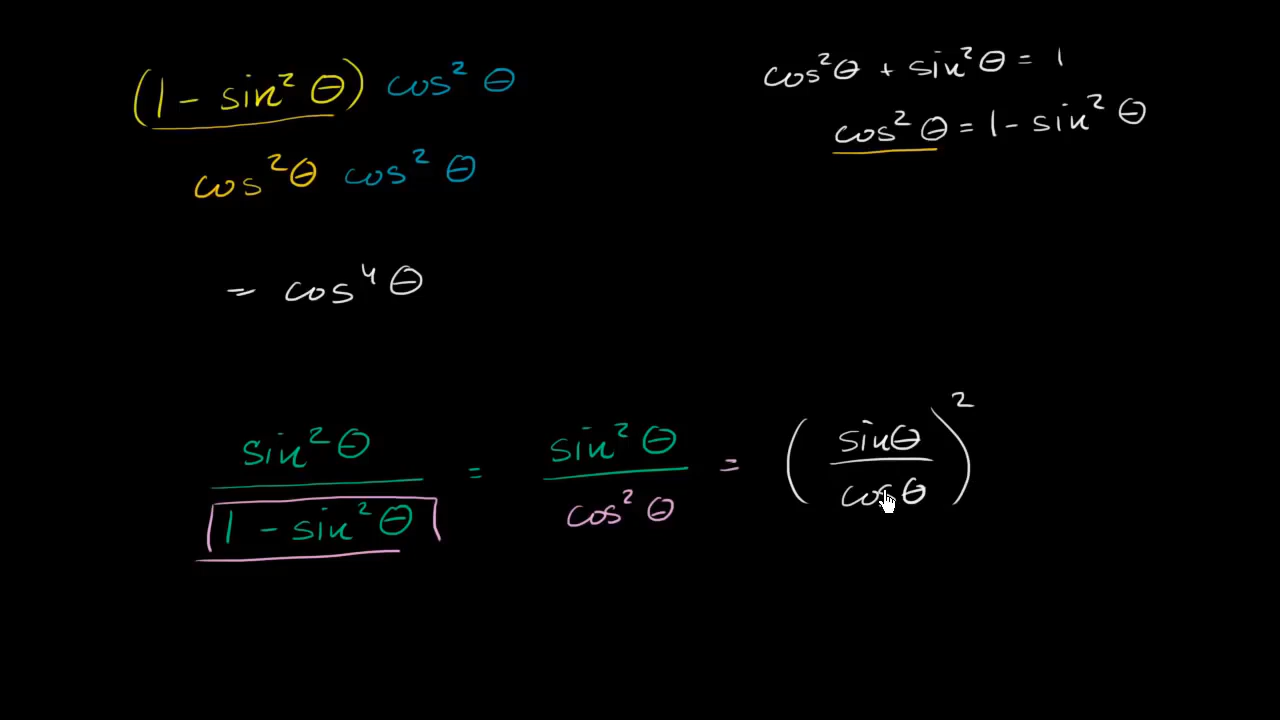 (1 - sin² θ) cos² θ
cos² θ cos² θ
= cos⁴ θ
cos² θ + sin² θ = 1
cos² θ = 1 - sin² θ
sin² θ / 1 - sin² θ = sin² θ / cos² θ = (sin θ / cos θ)²